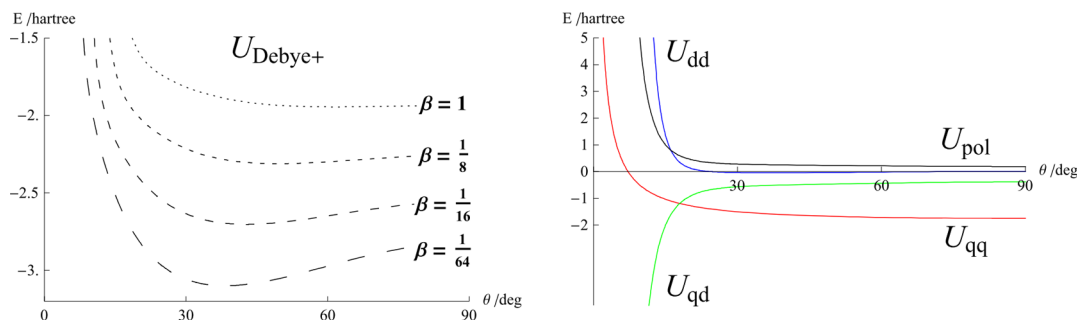 E /hartree
-1.5
-2.
-2.5
-3.
U_Debye+
β = 1
β = 1/8
β = 1/16
β = 1/64
θ /deg
0 30 60 90
E /hartree
5
4
3
2
1
0
-1
-2
U_dd
U_pol
θ /deg
30 60 90
U_qq
U_qd